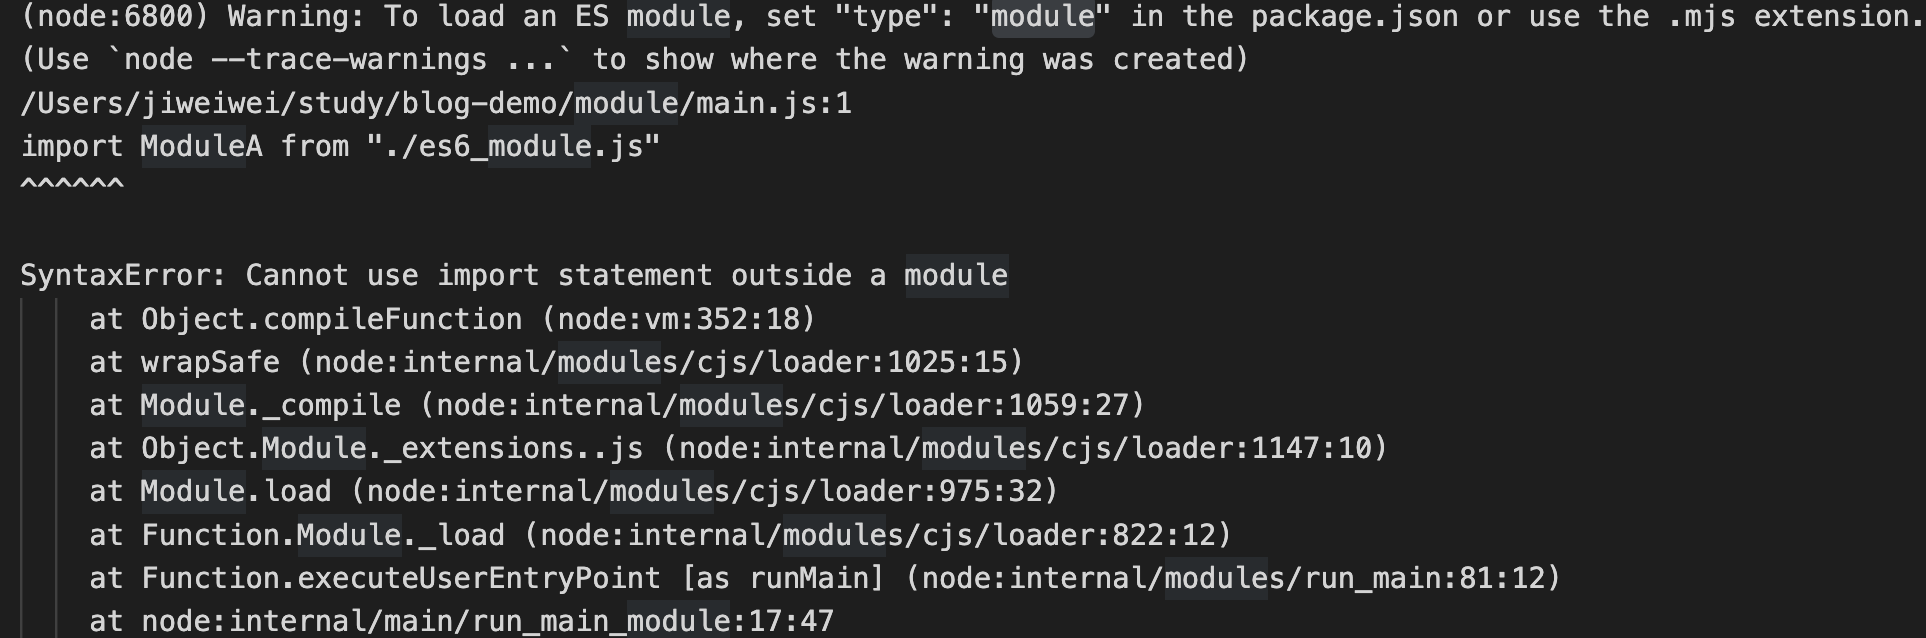 (node:6800) Warning: To load an ES module, set "type": "module" in the package.json or use the .mjs extension.
(Use `node --trace-warnings ...` to show where the warning was created)
/Users/jiweiwei/study/blog-demo/module/main.js:1
import ModuleA from "./es6_module.js"
^^^^^^
SyntaxError: Cannot use import statement outside a module
at Object.compileFunction (node:vm:352:18)
at wrapSafe (node:internal/modules/cjs/loader:1025:15)
at Module._compile (node:internal/modules/cjs/loader:1059:27)
at Object.Module._extensions..js (node:internal/modules/cjs/loader:1147:10)
at Module.load (node:internal/modules/cjs/loader:975:32)
at Function.Module._load (node:internal/modules/cjs/loader:822:12)
at Function.executeUserEntryPoint [as runMain] (node:internal/modules/run_main:81:12)
at node:internal/main/run_main_module:17:47